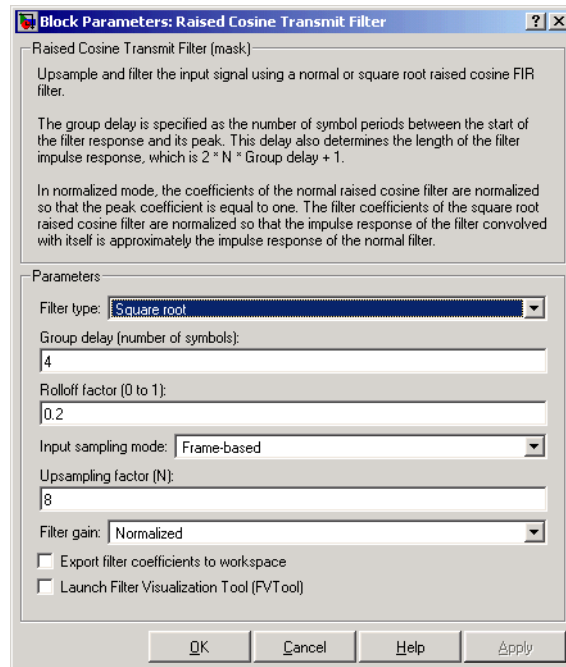 Block Parameters: Raised Cosine Transmit Filter
Raised Cosine Transmit Filter (mask)
Upsample and filter the input signal using a normal or square root raised cosine FIR
filter.
The group delay is specified as the number of symbol periods between the start of
the filter response and its peak. This delay also determines the length of the filter
impulse response, which is 2 * N * Group delay + 1.
In normalized mode, the coefficients of the normal raised cosine filter are normalized
so that the peak coefficient is equal to one. The filter coefficients of the square root
raised cosine filter are normalized so that the impulse response of the filter convolved
with itself is approximately the impulse response of the normal filter.
Parameters
Filter type: Square root
Group delay (number of symbols):
4
Rolloff factor (0 to 1):
0.2
Input sampling mode: Frame-based
Upsampling factor (N):
8
Filter gain: Normalized
Export filter coefficients to workspace
Launch Filter Visualization Tool (FVTool)
OK Cancel Help Apply